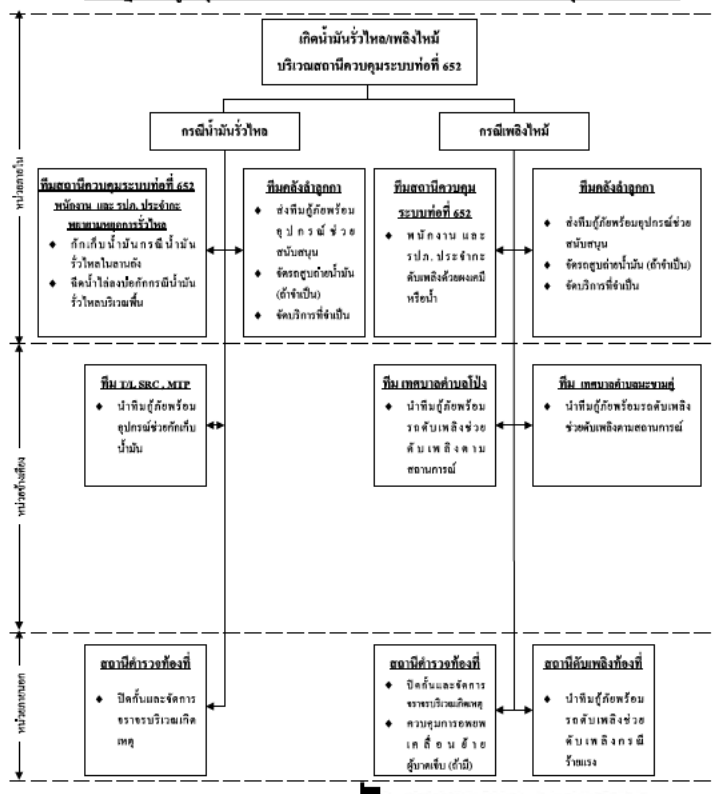 เกิดน้ำมันรั่วไหล/เพลิงไหม้
บริเวณสถานีควบคุมระบบท่อที่ 652
กรณีน้ำมันรั่วไหล
กรณีเพลิงไหม้
หน่วยภายใน
ทีมสถานีควบคุมระบบท่อที่ 652
พนักงาน และ รปภ. ประจำกะ
พยายามหยุดการรั่วไหล
♦ กักเก็บน้ำมันกรณีน้ำมัน
รั่วไหลในลานถัง
♦ ฉีดน้ำไล่ลงบ่อกักกรณีน้ำมัน
รั่วไหลบริเวณพื้น
ทีมคลังลำลูกกา
♦ ส่งทีมกู้ภัยพร้อม
อุปกรณ์ช่วย
สนับสนุน
♦ จัดรถสูบถ่ายน้ำมัน
(ถ้าจำเป็น)
♦ จัดบริการที่จำเป็น
ทีมสถานีควบคุม
ระบบท่อที่ 652
♦ พนักงาน และ
รปภ. ประจำกะ
ดับเพลิงด้วยผงเคมี
หรือน้ำ
ทีมคลังลำลูกกา
♦ ส่งทีมกู้ภัยพร้อมอุปกรณ์ช่วย
สนับสนุน
♦ จัดรถสูบถ่ายน้ำมัน (ถ้าจำเป็น)
♦ จัดบริการที่จำเป็น
หน่วยข้างเคียง
ทีม T/L SRC , MTP
♦ นำทีมกู้ภัยพร้อม
อุปกรณ์ช่วยกักเก็บ
น้ำมัน
ทีม เทศบาลตำบลโป่ง
♦ นำทีมกู้ภัยพร้อม
รถดับเพลิงช่วย
ดับเพลิงตาม
สถานการณ์
ทีม เทศบาลตำบลมะขามคู่
♦ นำทีมกู้ภัยพร้อมรถดับเพลิง
ช่วยดับเพลิงตามสถานการณ์
หน่วยภายนอก
สถานีตำรวจท้องที่
♦ ปิดกั้นและจัดการ
จราจรบริเวณเกิด
เหตุ
สถานีตำรวจท้องที่
♦ ปิดกั้นและจัดการ
จราจรบริเวณเกิดเหตุ
♦ ควบคุมการอพยพ
เคลื่อนย้าย
ผู้บาดเจ็บ (ถ้ามี)
สถานีดับเพลิงท้องที่
♦ นำทีมกู้ภัยพร้อม
รถดับเพลิงช่วย
ดับเพลิงกรณี
ร้ายแรง